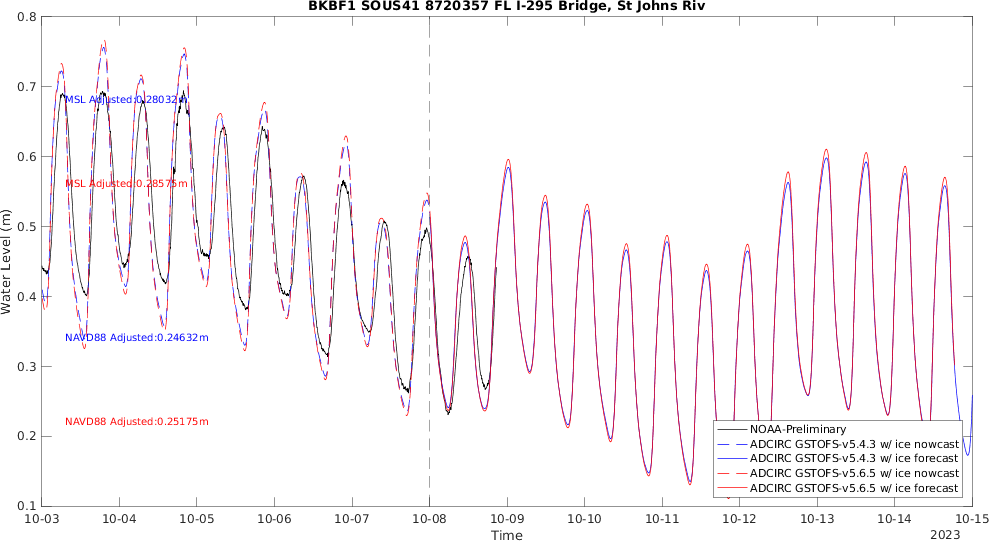 BKBF1 SOUS41 8720357 FL I-295 Bridge, St Johns Riv
0.8
0.7
0.6
0.5
0.4
0.3
0.2
0.1
Water Level (m)
MSL Adjusted:0.28032m
MSL Adjusted:0.28575m
NAVD88 Adjusted:0.24632m
NAVD88 Adjusted:0.25175m
NOAA-Preliminary
ADCIRC GSTOFS-v5.4.3 w/ ice nowcast
ADCIRC GSTOFS-v5.4.3 w/ ice forecast
ADCIRC GSTOFS-v5.6.5 w/ ice nowcast
ADCIRC GSTOFS-v5.6.5 w/ ice forecast
10-03 10-04 10-05 10-06 10-07 10-08 10-09 10-10 10-11 10-12 10-13 10-14 10-15
Time
2023